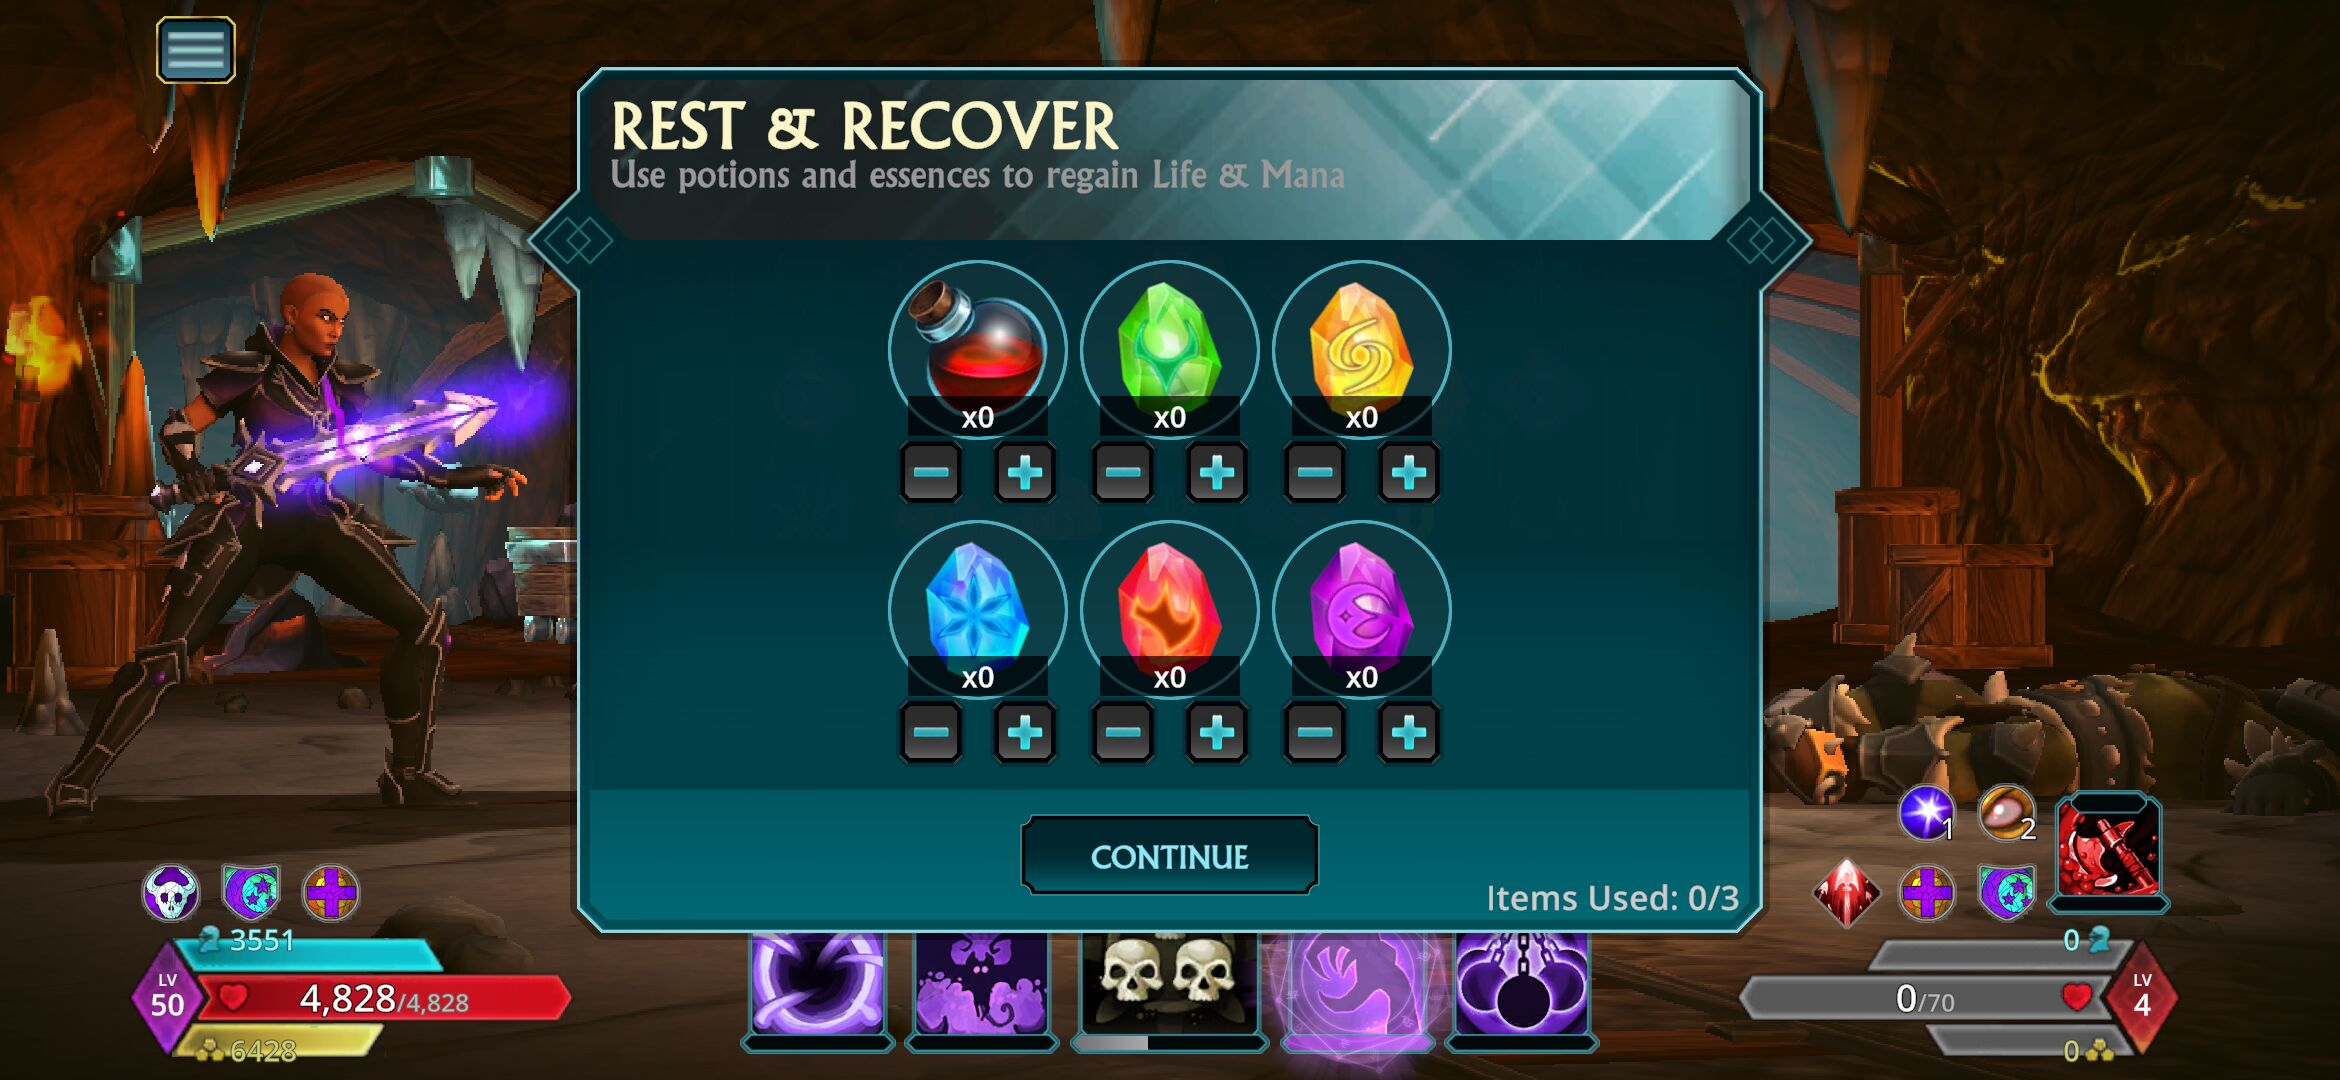 REST & RECOVER
Use potions and essences to regain Life & Mana
x0
x0
x0
x0
x0
x0
CONTINUE
Items Used: 0/3
1
2
3551
LV
50
4,828/4,828
6428
0
0/70
LV
4
0